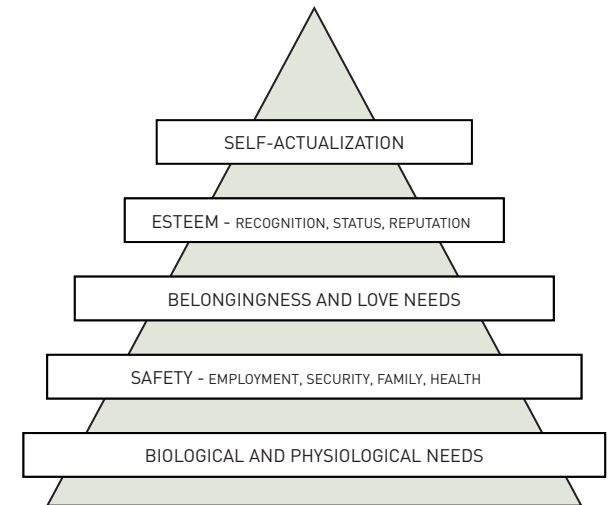 SELF-ACTUALIZATION
ESTEEM - RECOGNITION, STATUS, REPUTATION
BELONGINGNESS AND LOVE NEEDS
SAFETY - EMPLOYMENT, SECURITY, FAMILY, HEALTH
BIOLOGICAL AND PHYSIOLOGICAL NEEDS